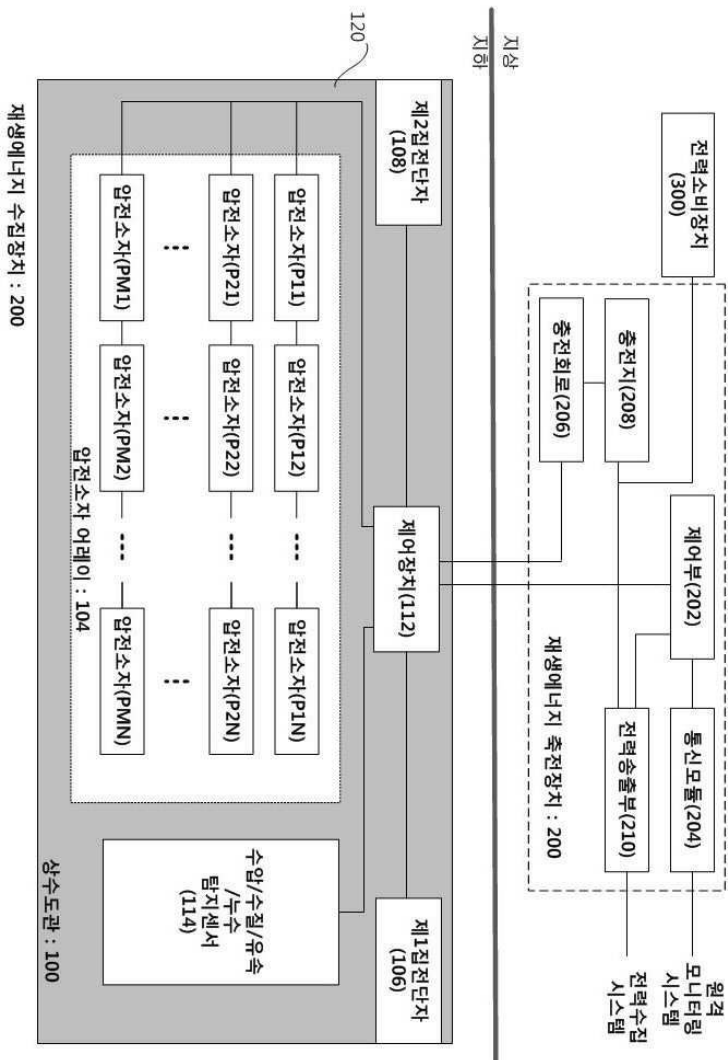 원격
모니터링
시스템
제어부(202)
통신모듈(204)
전력소비장치
(300)
충전지(208)
전력송출부(210)
전력수집
시스템
충전회로(206)
재생에너지 축전장치 : 200
지상
지하
제2집전단자
(108)
제어장치(112)
제1집전단자
(106)
120
압전소자(P11)
압전소자(P12)
...
압전소자(P1N)
압전소자(P21)
압전소자(P22)
...
압전소자(P2N)
...
...
...
압전소자(PM1)
압전소자(PM2)
...
압전소자(PMN)
수압/수질/유속
/누수
탐지센서
(114)
압전소자 어레이 : 104
상수도관 : 100
재생에너지 수집장치 : 200